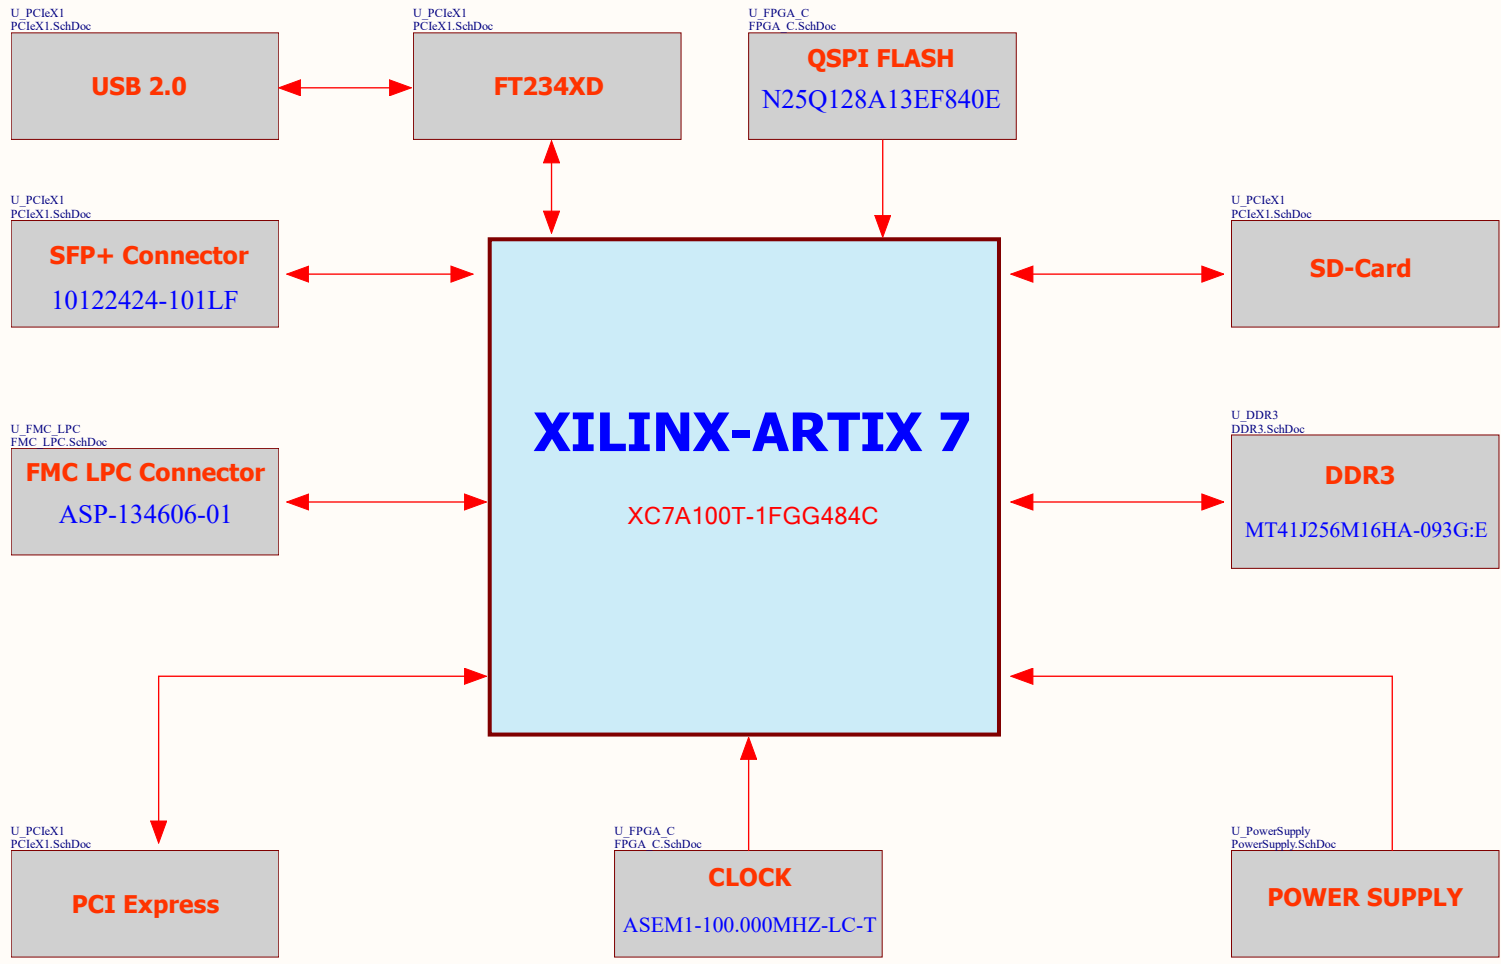 U_PCIeX1
PCIeX1.SchDoc
USB 2.0
U_PCIeX1
PCIeX1.SchDoc
FT234XD
U_FPGA_C
FPGA_C.SchDoc
QSPI FLASH
N25Q128A13EF840E
U_PCIeX1
PCIeX1.SchDoc
SFP+ Connector
10122424-101LF
U_PCIeX1
PCIeX1.SchDoc
SD-Card
XILINX-ARTIX 7
XC7A100T-1FGG484C
U_FMC_LPC
FMC_LPC.SchDoc
FMC LPC Connector
ASP-134606-01
U_DDR3
DDR3.SchDoc
DDR3
MT41J256M16HA-093G:E
U_PCIeX1
PCIeX1.SchDoc
PCI Express
U_FPGA_C
FPGA_C.SchDoc
CLOCK
ASEM1-100.000MHZ-LC-T
U_PowerSupply
PowerSupply.SchDoc
POWER SUPPLY